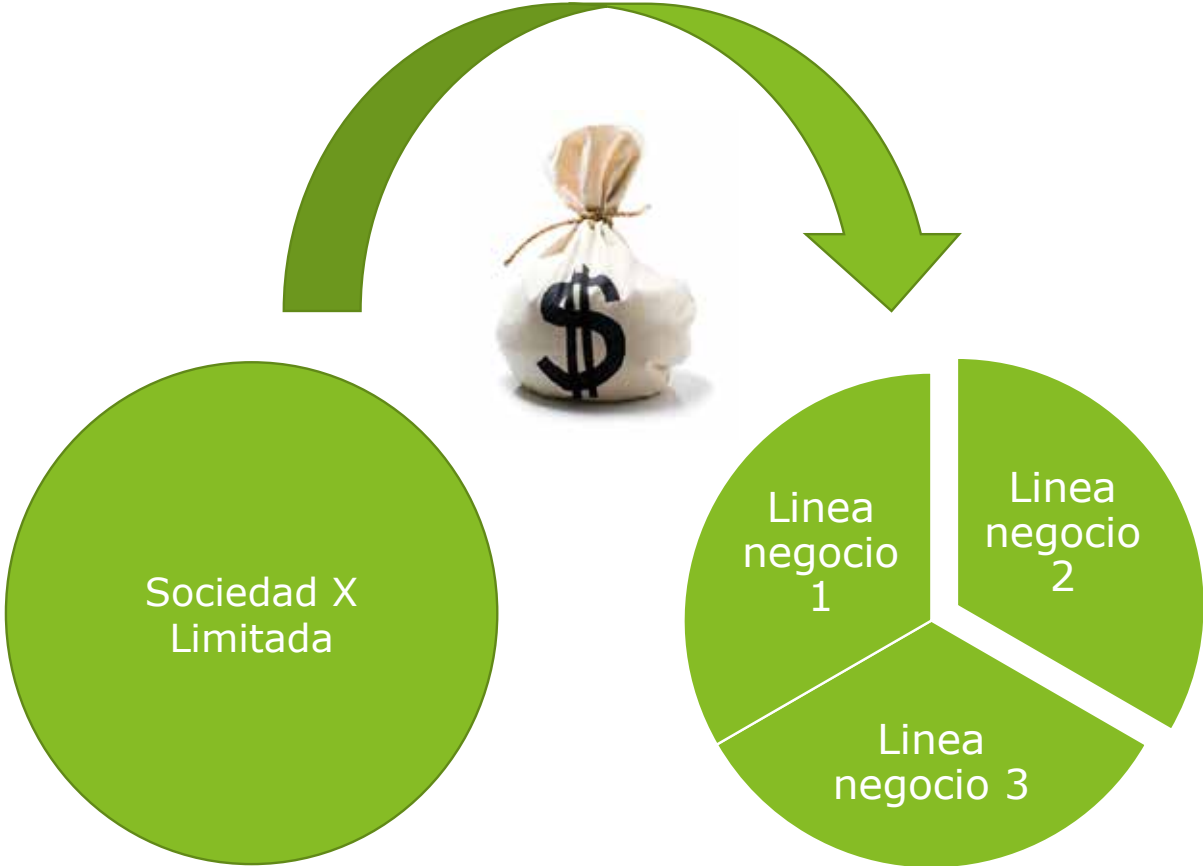 $
Sociedad X
Limitada
Linea
negocio
1
Linea
negocio
2
Linea
negocio 3